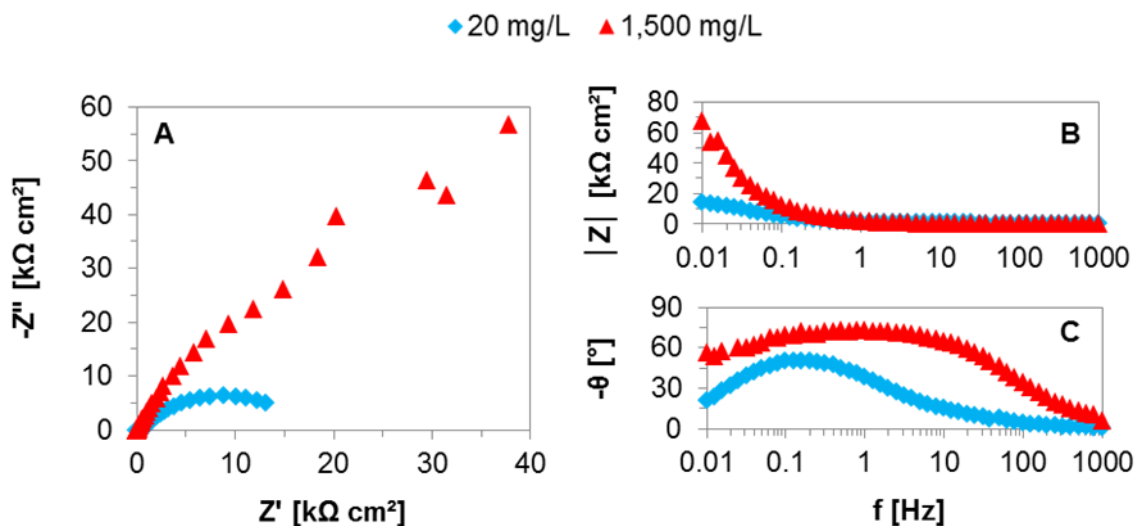 20 mg/L 1,500 mg/L
A
60
50
40
30
20
10
0
0 10 20 30 40
-Z'' [kΩ cm²]
Z' [kΩ cm²]
B
80
60
40
20
0
0.01 0.1 1 10 100 1000
|Z| [kΩ cm²]
C
90
60
30
0
0.01 0.1 1 10 100 1000
-θ [°]
f [Hz]